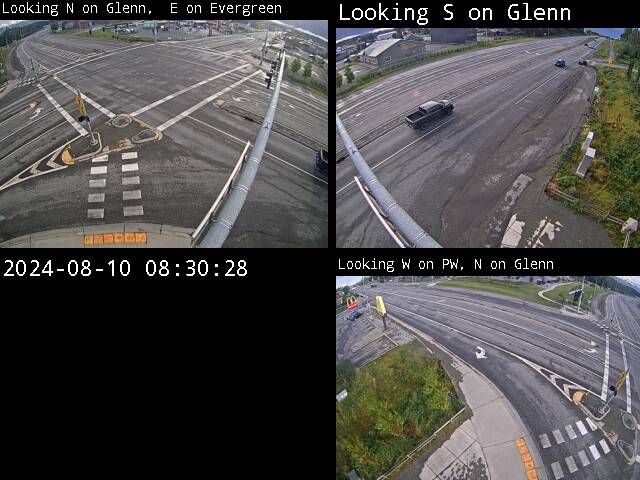 Looking N on Glenn,  E on Evergreen
Looking S on Glenn
2024-08-10 08:30:28
Looking W on PW, N on Glenn